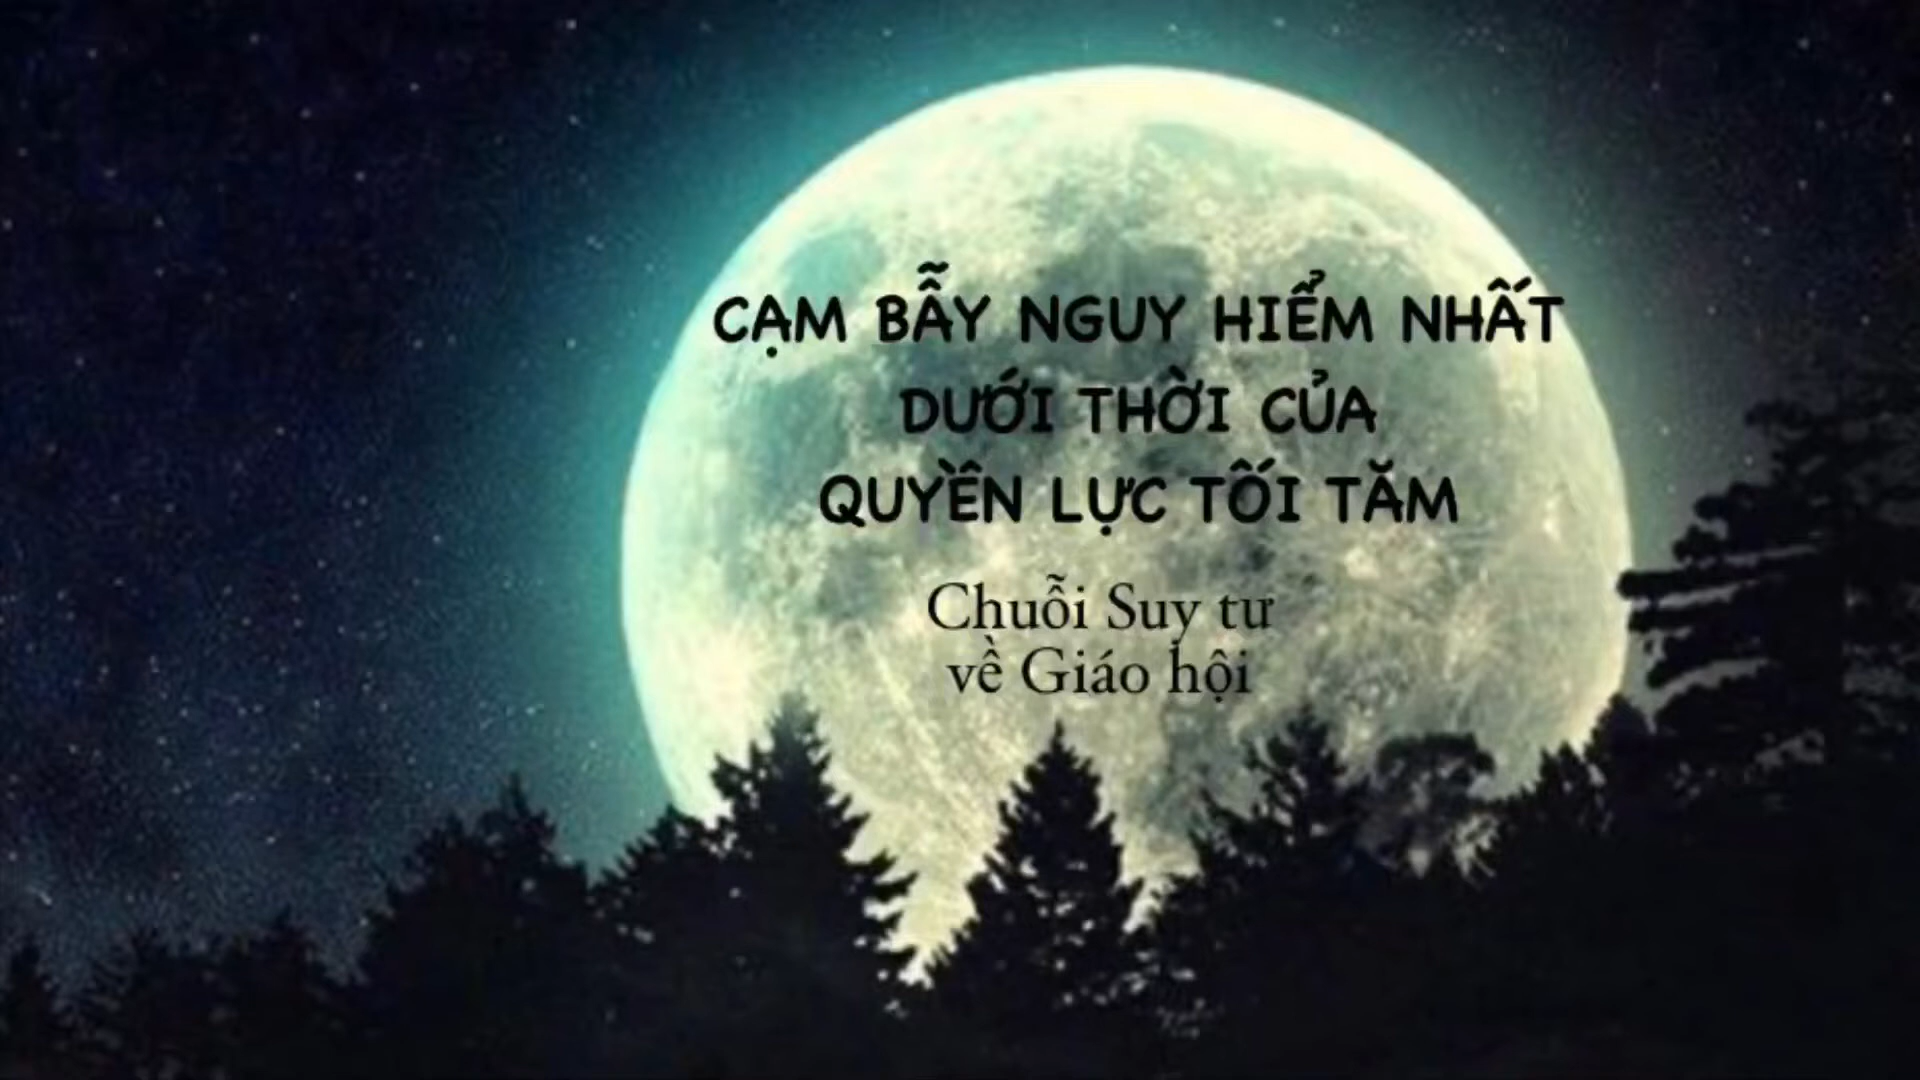 CẠM BẪY NGUY HIỂM NHẤT
DƯỚI THỜI CỦA
QUYỀN LỰC TỐI TĂM
Chuỗi Suy tư
về Giáo hội